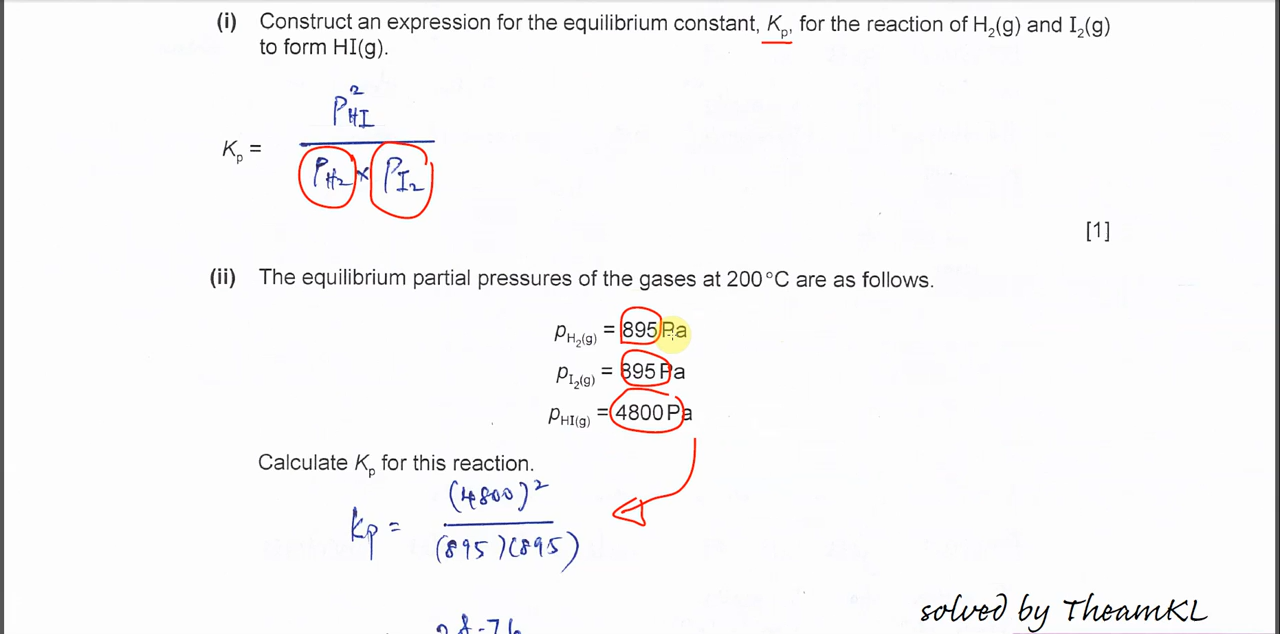 (i) Construct an expression for the equilibrium constant, Kp, for the reaction of H₂(g) and I₂(g)
to form HI(g).
P²HI
Kp =
PH₂ × PI₂
[1]
(ii) The equilibrium partial pressures of the gases at 200 °C are as follows.
pH₂(g) = 895 Pa
pI₂(g) = 895 Pa
pHI(g) = 4800 Pa
Calculate Kp for this reaction.
(4800)²
Kp =
(895)(895)
28.76
solved by TheamKL